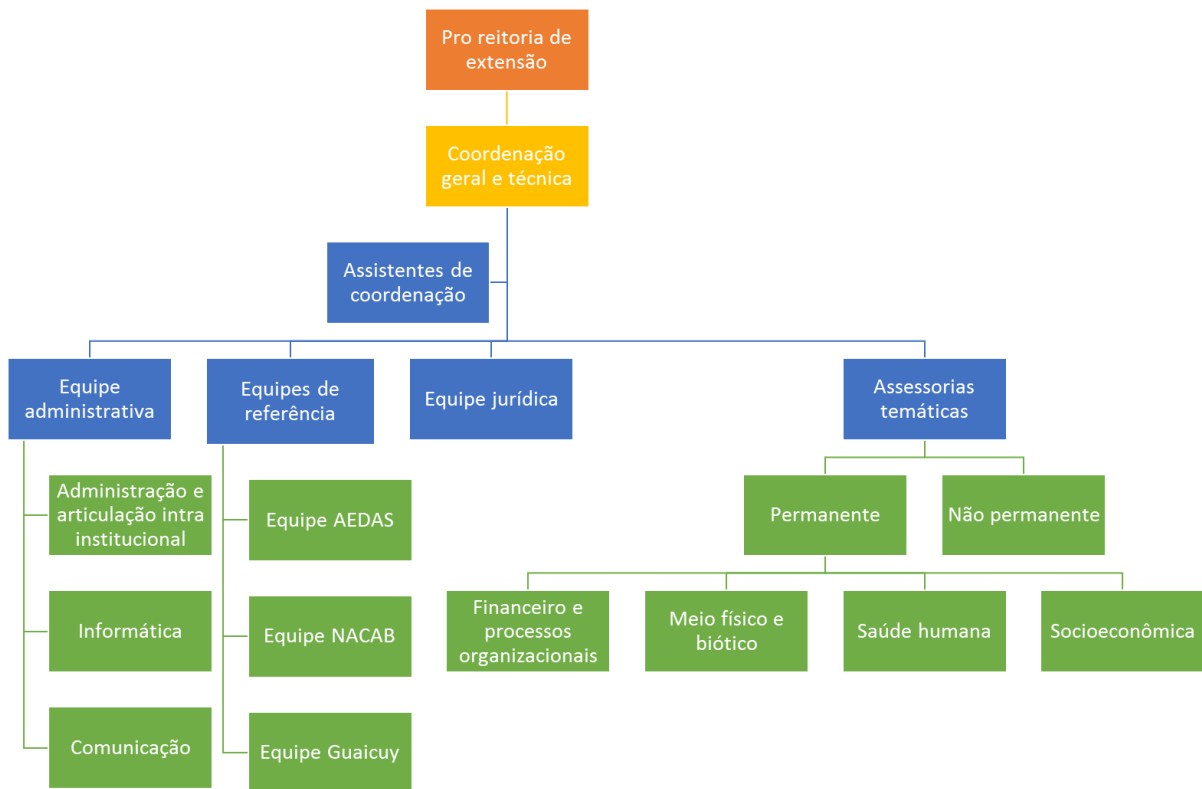 Pro reitoria de
extensão
Coordenação
geral e técnica
Assistentes de
coordenação
Equipe
administrativa
Equipes de
referência
Equipe jurídica
Assessorias
temáticas
Administração e
articulação intra
institucional
Informática
Comunicação
Equipe AEDAS
Equipe NACAB
Equipe Guaicuy
Permanente
Não permanente
Financeiro e
processos
organizacionais
Meio físico e
biótico
Saúde humana
Socioeconômica